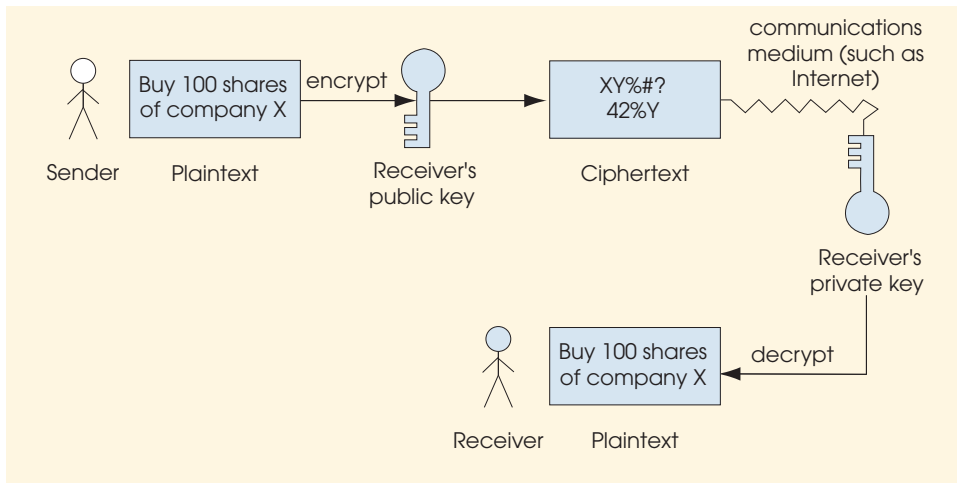 communications
medium (such as
Internet)
Buy 100 shares
of company X
encrypt
XY%#?
42%Y
Sender
Plaintext
Receiver's
public key
Ciphertext
Receiver's
private key
Buy 100 shares
of company X
decrypt
Receiver
Plaintext